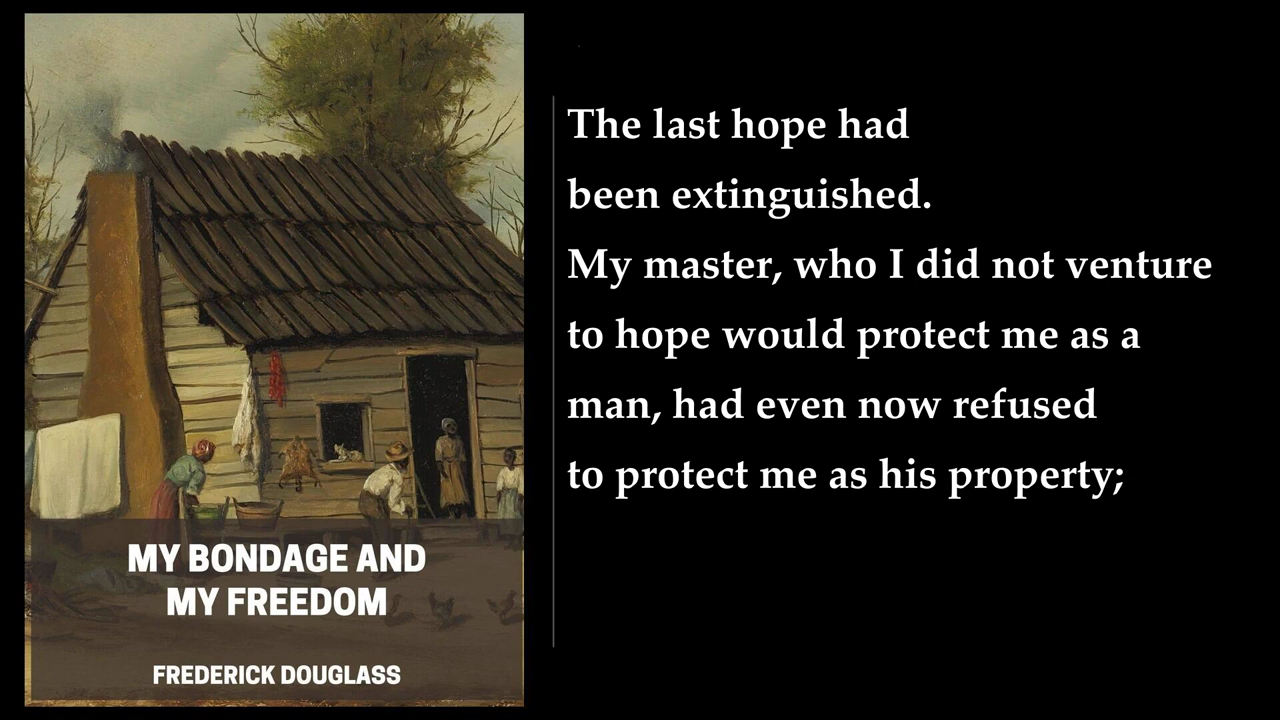 The last hope had
been extinguished.
My master, who I did not venture
to hope would protect me as a
man, had even now refused
to protect me as his property;
MY BONDAGE AND
MY FREEDOM
FREDERICK DOUGLASS